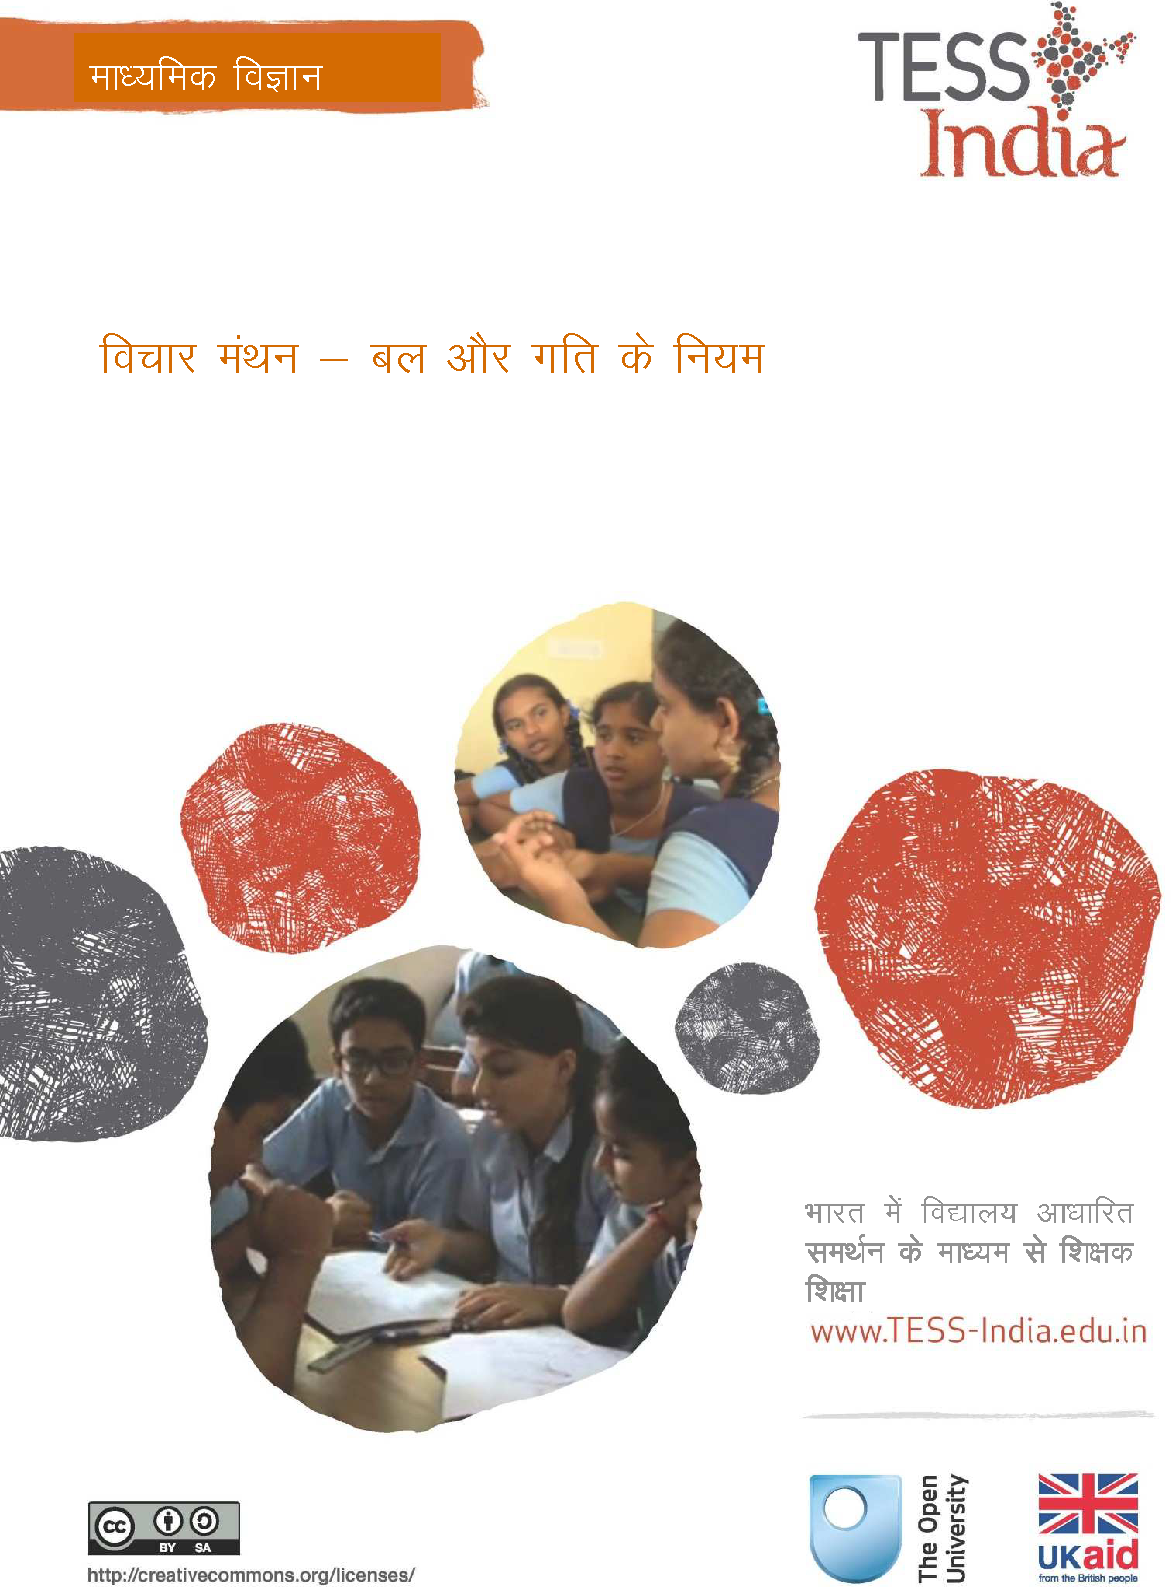 माध्यमिक विज्ञान
TESS
India
विचार मंथन – बल और गति के नियम
भारत में विद्यालय आधारित
समर्थन के माध्यम से शिक्षक
शिक्षा
www.TESS-India.edu.in
The Open
University
UKaid
from the British people
cc
BY SA
http://creativecommons.org/licenses/